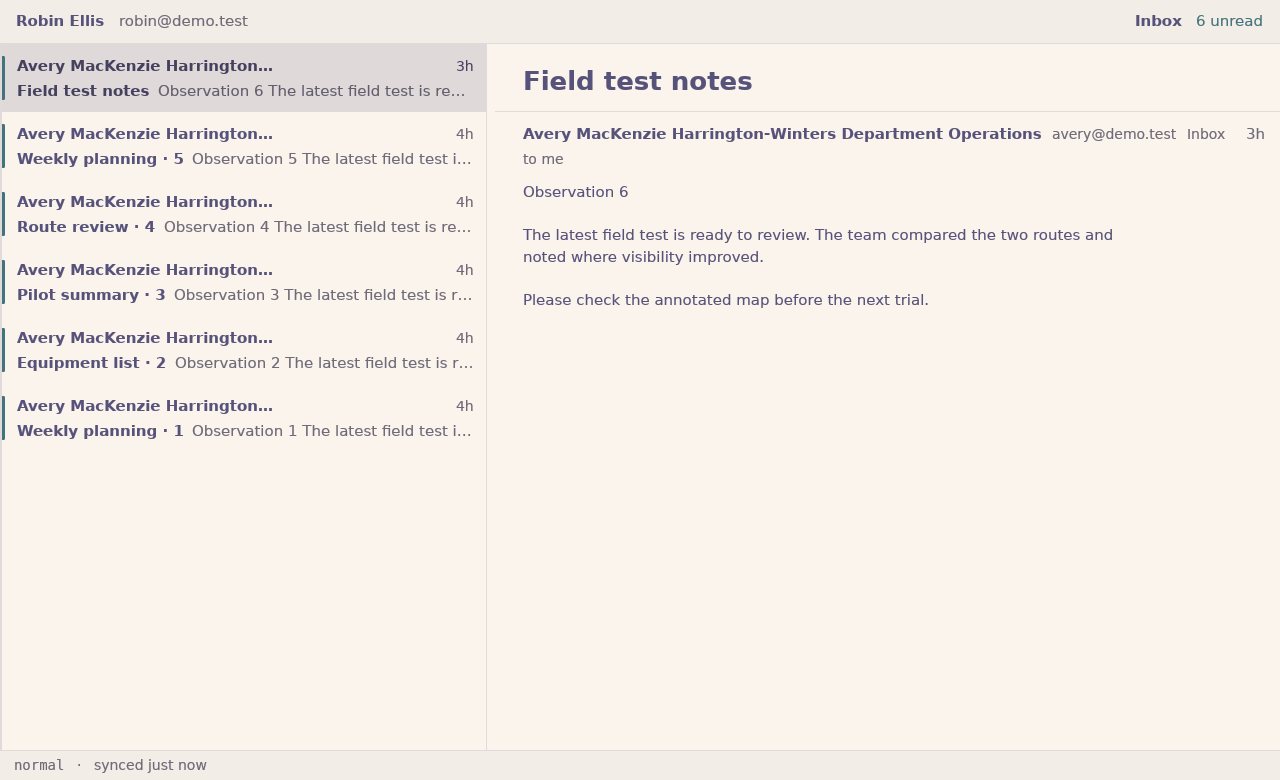 Robin Ellis robin@demo.test
Inbox 6 unread
Avery MacKenzie Harrington… 3h
Field test notes Observation 6 The latest field test is re…
Avery MacKenzie Harrington… 4h
Weekly planning · 5 Observation 5 The latest field test i…
Avery MacKenzie Harrington… 4h
Route review · 4 Observation 4 The latest field test is re…
Avery MacKenzie Harrington… 4h
Pilot summary · 3 Observation 3 The latest field test is r…
Avery MacKenzie Harrington… 4h
Equipment list · 2 Observation 2 The latest field test is r…
Avery MacKenzie Harrington… 4h
Weekly planning · 1 Observation 1 The latest field test i…
Field test notes
Avery MacKenzie Harrington-Winters Department Operations avery@demo.test Inbox 3h
to me
Observation 6
The latest field test is ready to review. The team compared the two routes and
noted where visibility improved.
Please check the annotated map before the next trial.
normal · synced just now